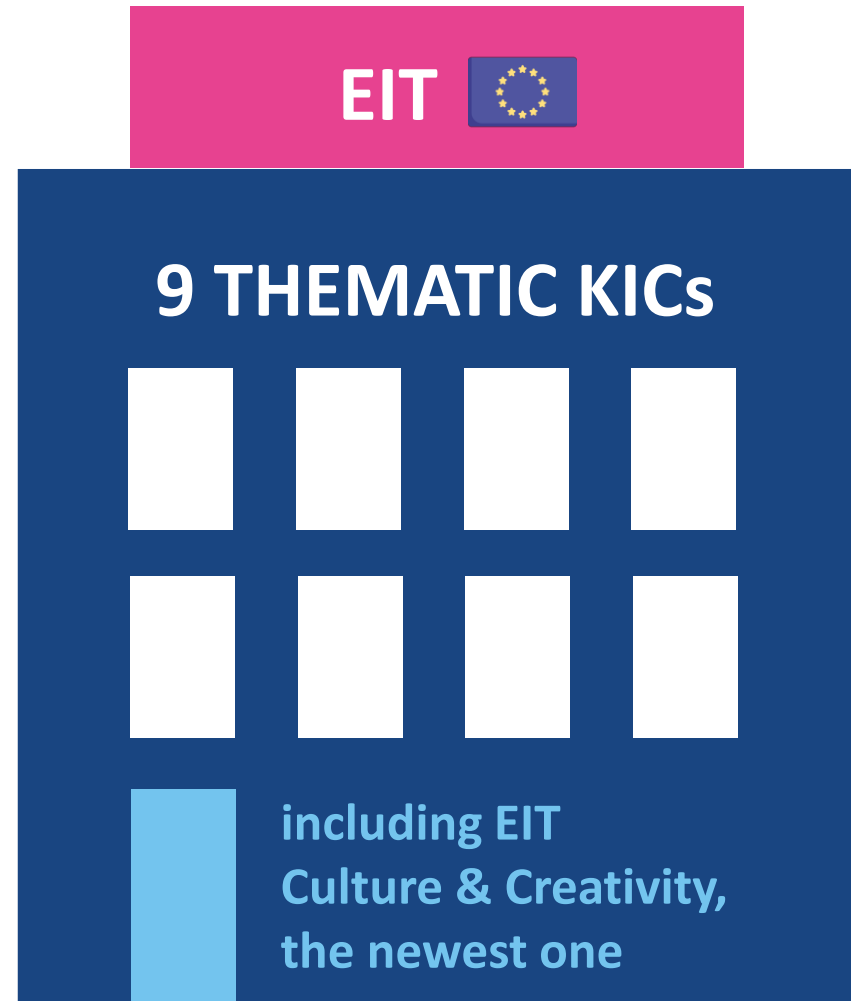 EIT
9 THEMATIC KICs
including EIT
Culture & Creativity,
the newest one